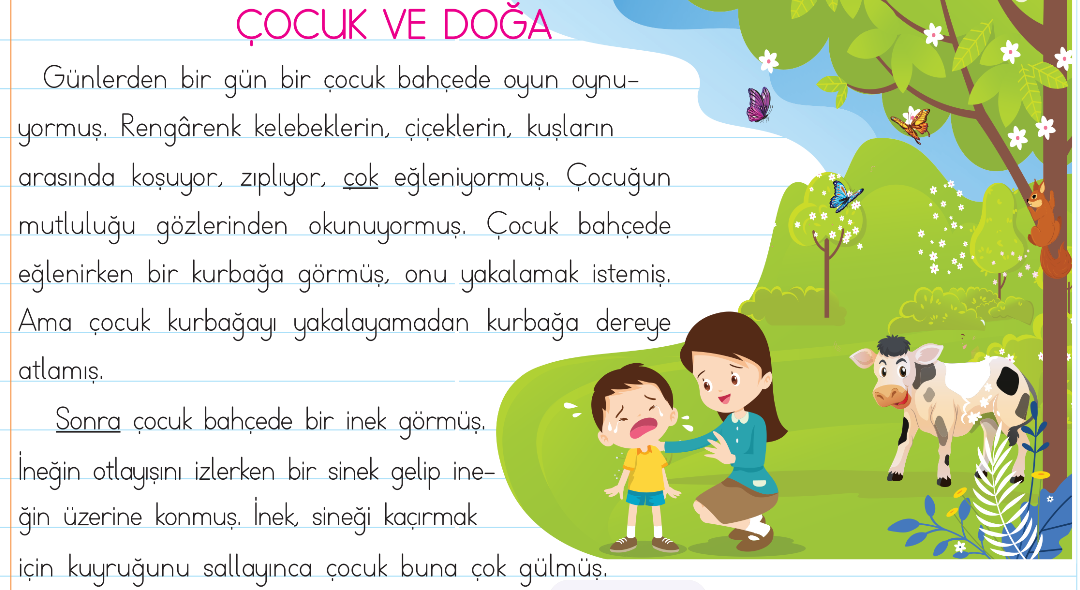 ÇOCUK VE DOĞA
Günlerden bir gün bir çocuk bahçede oyun oynu-
yormuş. Rengârenk kelebeklerin, çiçeklerin, kuşların
arasında koşuyor, zıplıyor, çok eğleniyormuş. Çocuğun
mutluluğu gözlerinden okunuyormuş. Çocuk bahçede
eğlenirken bir kurbağa görmüş, onu yakalamak istemiş.
Ama çocuk kurbağayı yakalayamadan kurbağa dereye
atlamış.
Sonra çocuk bahçede bir inek görmüş.
İneğin otlayışını izlerken bir sinek gelip ine-
ğin üzerine konmuş. İnek, sineği kaçırmak
için kuyruğunu sallayınca çocuk buna çok gülmüş.